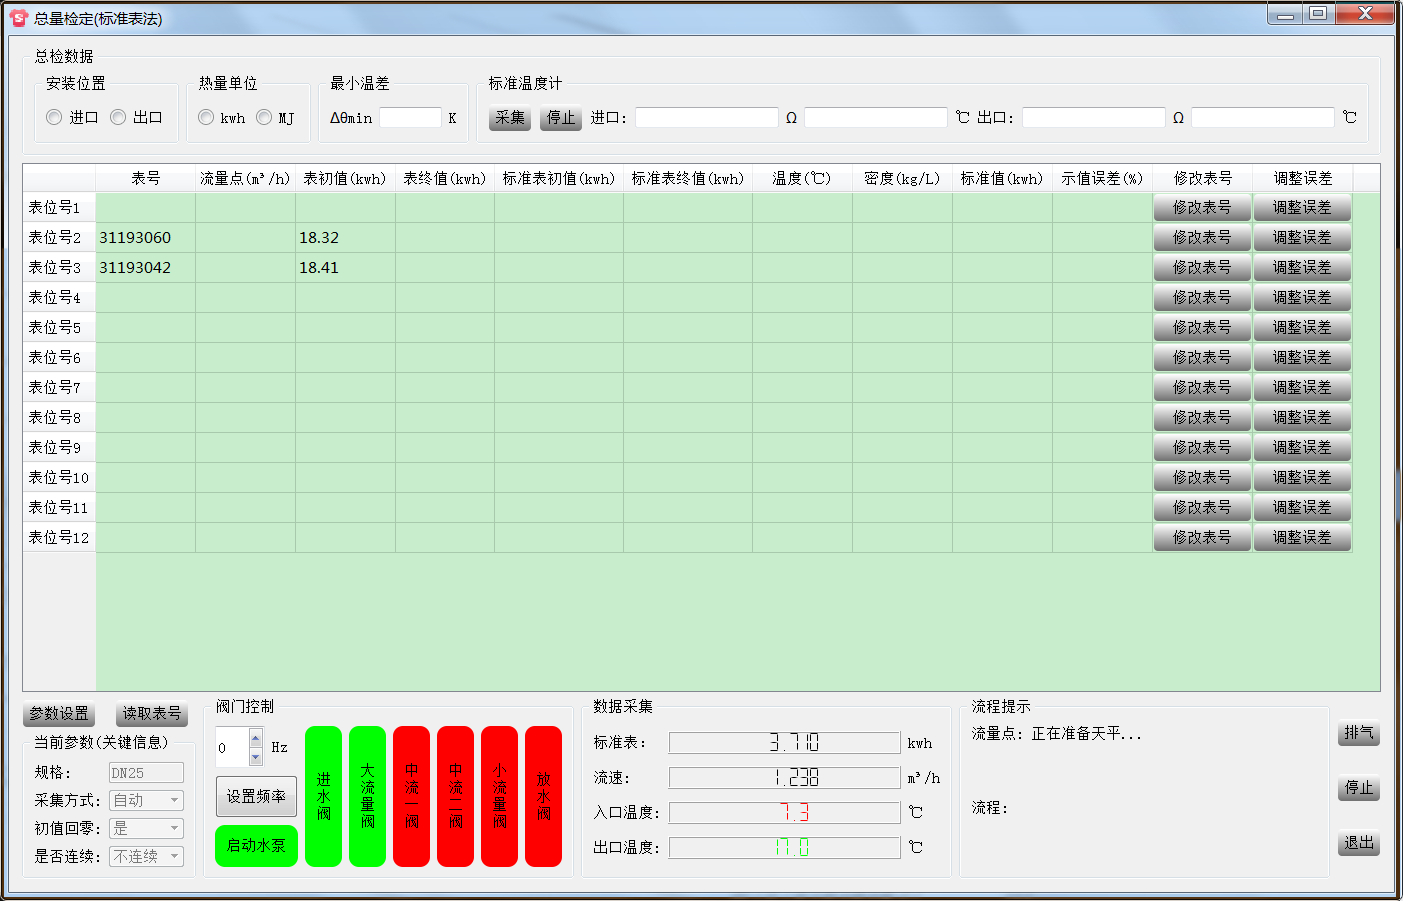 总量检定(标准表法)
总检数据
安装位置 热量单位 最小温差 标准温度计
进口 出口 kwh MJ Δθmin K 采集 停止 进口: Ω ℃ 出口: Ω ℃
表号 流量点(m³/h) 表初值(kwh) 表终值(kwh) 标准表初值(kwh) 标准表终值(kwh) 温度(℃) 密度(kg/L) 标准值(kwh) 示值误差(%) 修改表号 调整误差
表位号1 修改表号 调整误差
表位号2 31193060 18.32 修改表号 调整误差
表位号3 31193042 18.41 修改表号 调整误差
表位号4 修改表号 调整误差
表位号5 修改表号 调整误差
表位号6 修改表号 调整误差
表位号7 修改表号 调整误差
表位号8 修改表号 调整误差
表位号9 修改表号 调整误差
表位号10 修改表号 调整误差
表位号11 修改表号 调整误差
表位号12 修改表号 调整误差
参数设置 读取表号
当前参数(关键信息)
规格: DN25
采集方式: 自动
初值回零: 是
是否连续: 不连续
阀门控制
0 Hz
设置频率
启动水泵
进水阀
大流量阀
中流一阀
中流二阀
小流量阀
放水阀
数据采集
标准表: 3.710 kwh
流速: 1.238 m³/h
入口温度: 7.3 ℃
出口温度: 17.0 ℃
流程提示
流量点: 正在准备天平...
流程:
排气
停止
退出